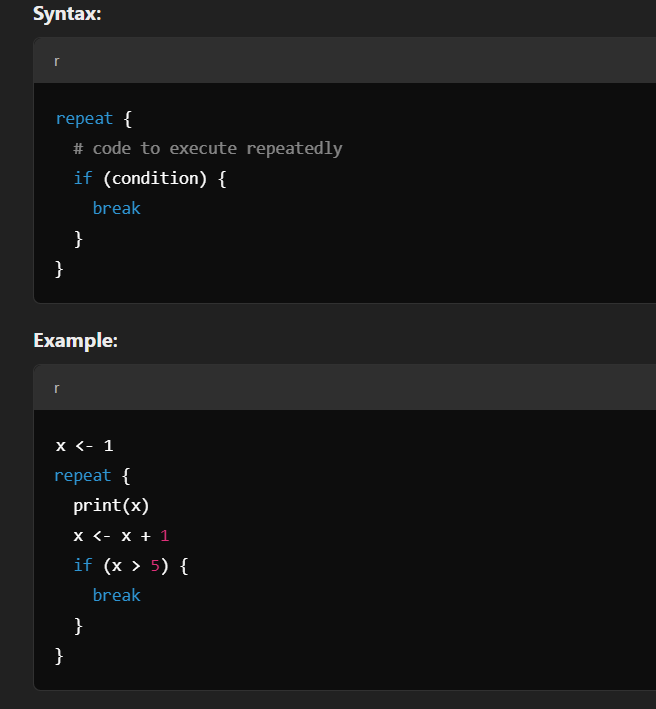 Syntax:
r
repeat {
  # code to execute repeatedly
  if (condition) {
    break
  }
}
Example:
r
x <- 1
repeat {
  print(x)
  x <- x + 1
  if (x > 5) {
    break
  }
}